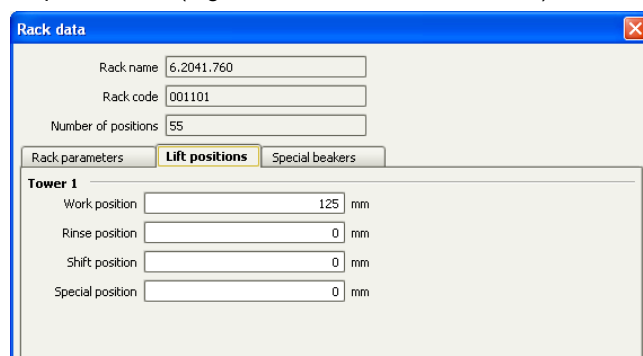 Rack data
Rack name 6.2041.760
Rack code 001101
Number of positions 55
Rack parameters Lift positions Special beakers
Tower 1
Work position 125 mm
Rinse position 0 mm
Shift position 0 mm
Special position 0 mm